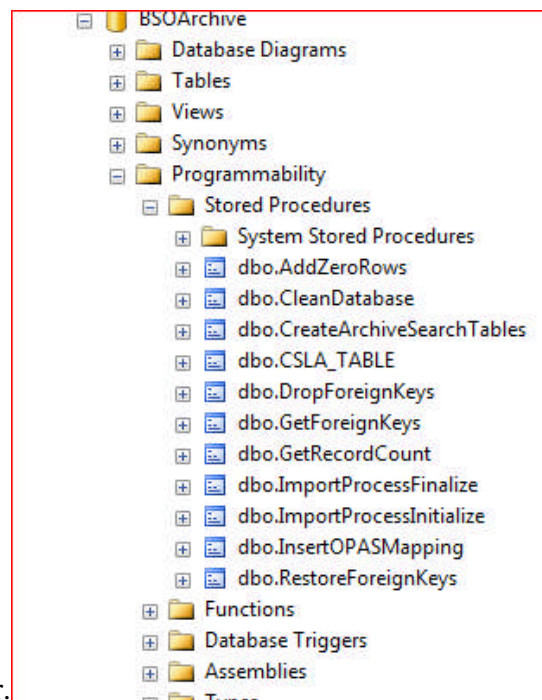 BSOArchive
Database Diagrams
Tables
Views
Synonyms
Programmability
Stored Procedures
System Stored Procedures
dbo.AddZeroRows
dbo.CleanDatabase
dbo.CreateArchiveSearchTables
dbo.CSLA_TABLE
dbo.DropForeignKeys
dbo.GetForeignKeys
dbo.GetRecordCount
dbo.ImportProcessFinalize
dbo.ImportProcessInitialize
dbo.InsertOPASMapping
dbo.RestoreForeignKeys
Functions
Database Triggers
Assemblies
Types